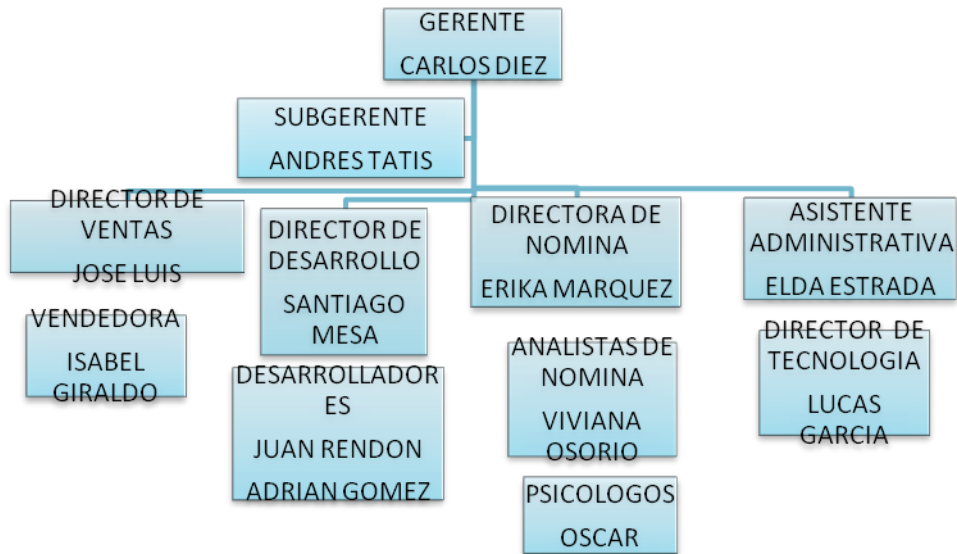 GERENTE
CARLOS DIEZ
SUBGERENTE
ANDRES TATIS
DIRECTOR DE
VENTAS
JOSE LUIS
DIRECTOR DE
DESARROLLO
SANTIAGO
MESA
DIRECTORA DE
NOMINA
ERIKA MARQUEZ
ASISTENTE
ADMINISTRATIVA
ELDA ESTRADA
VENDEDORA
ISABEL
GIRALDO
DESARROLLADOR
ES
JUAN RENDON
ADRIAN GOMEZ
ANALISTAS DE
NOMINA
VIVIANA
OSORIO
DIRECTOR DE
TECNOLOGIA
LUCAS
GARCIA
PSICOLOGOS
OSCAR